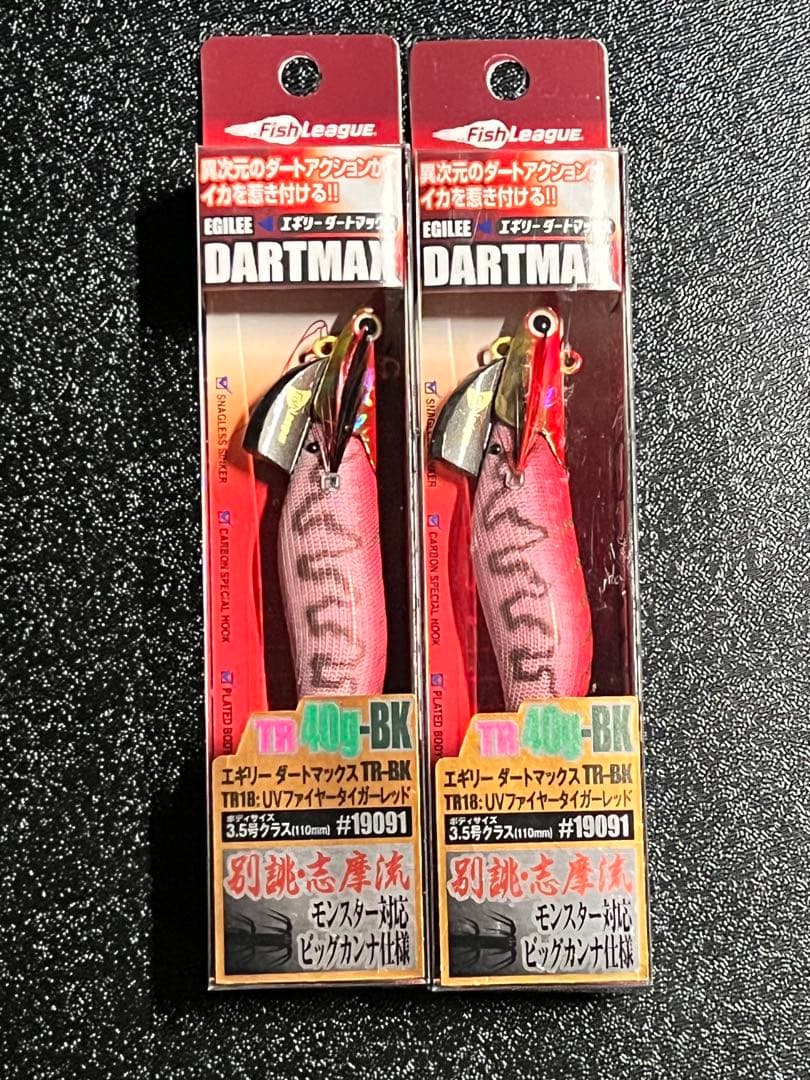 FishLeague
異次元のダートアクションが
イカを惹き付ける!!
EGILEE エギリーダートマックス
DARTMAX
SNAGLESS SINKER
CARBON SPECIAL HOOK
PLATED BODY
TR 40g-BK
エギリー ダートマックス TR-BK
TR18: UVファイヤータイガーレッド
ボディサイズ
3.5号クラス(110mm) #19091
別誂・志摩流
モンスター対応
ビッグカンナ仕様
FishLeague
異次元のダートアクションが
イカを惹き付ける!!
EGILEE エギリーダートマックス
DARTMAX
SNAGLESS SINKER
CARBON SPECIAL HOOK
PLATED BODY
TR 40g-BK
エギリー ダートマックス TR-BK
TR18: UVファイヤータイガーレッド
ボディサイズ
3.5号クラス(110mm) #19091
別誂・志摩流
モンスター対応
ビッグカンナ仕様